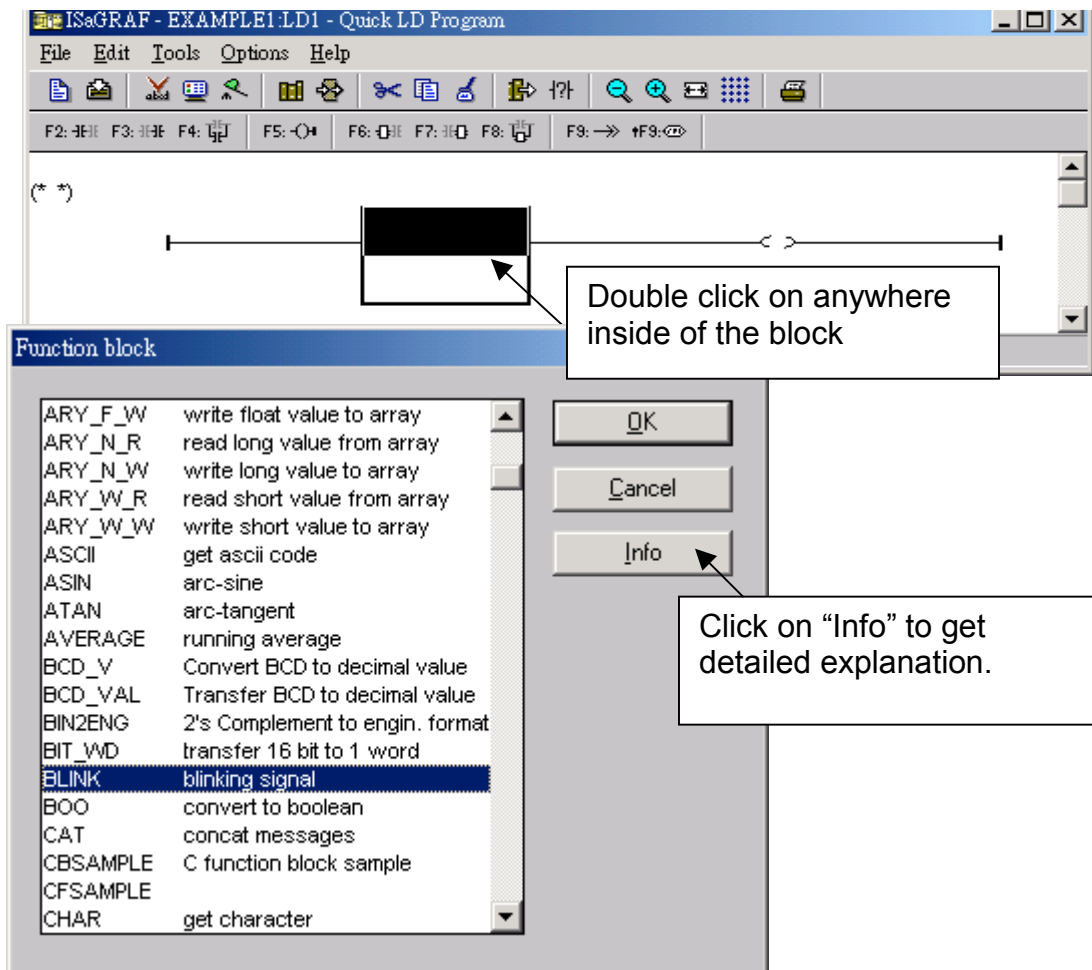 ISaGRAF - EXAMPLE1:LD1 - Quick LD Program
File Edit Tools Options Help
F2: F3: F4: F5: F6: F7: F8: F9: F9:
(* *)
Double click on anywhere
inside of the block
Function block
ARY_F_W write float value to array
ARY_N_R read long value from array
ARY_N_W write long value to array
ARY_W_R read short value from array
ARY_W_W write short value to array
ASCII get ascii code
ASIN arc-sine
ATAN arc-tangent
AVERAGE running average
BCD_V Convert BCD to decimal value
BCD_VAL Transfer BCD to decimal value
BIN2ENG 2's Complement to engin. format
BIT_WD transfer 16 bit to 1 word
BLINK blinking signal
BOO convert to boolean
CAT concat messages
CBSAMPLE C function block sample
CFSAMPLE
CHAR get character
OK
Cancel
Info
Click on “Info” to get
detailed explanation.